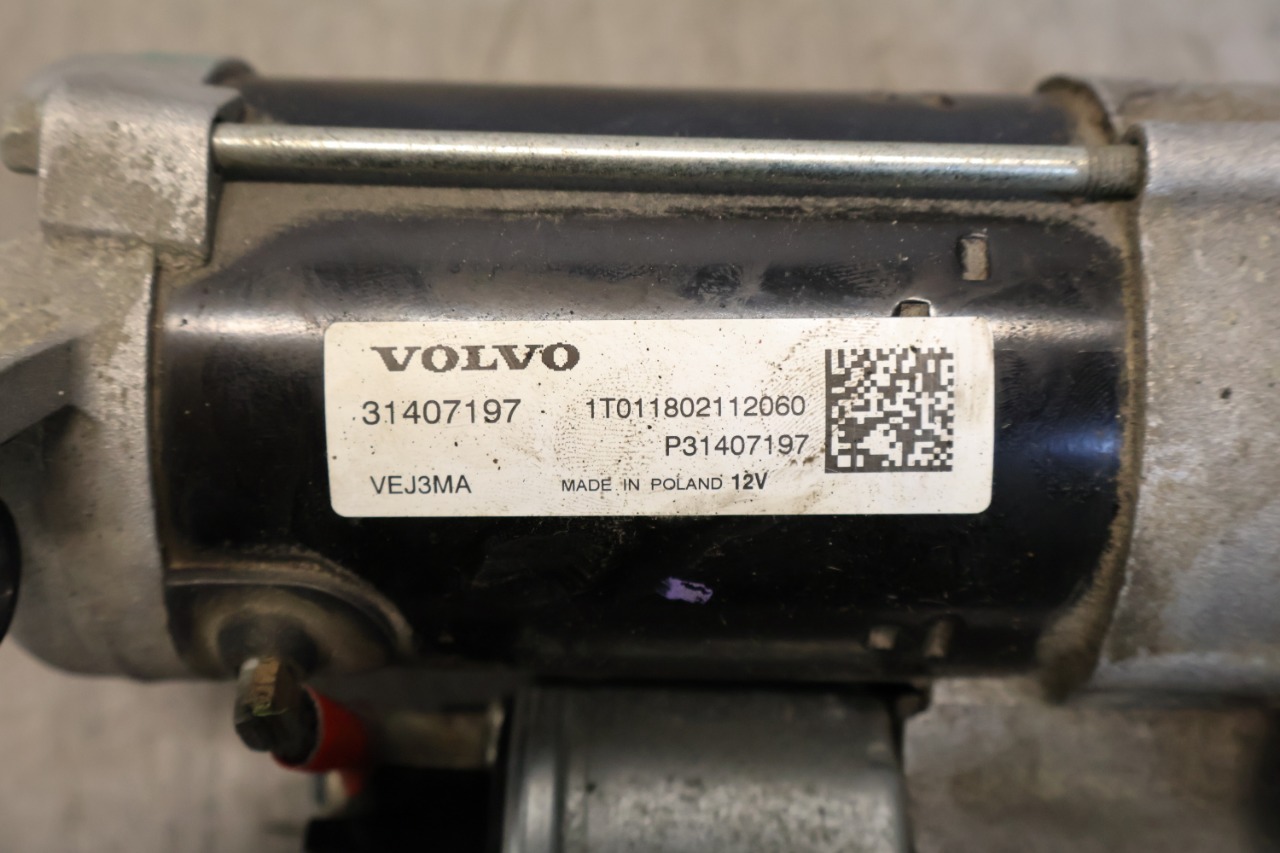 VOLVO
31407197 1T011802112060
P31407197
VEJ3MA MADE IN POLAND 12V